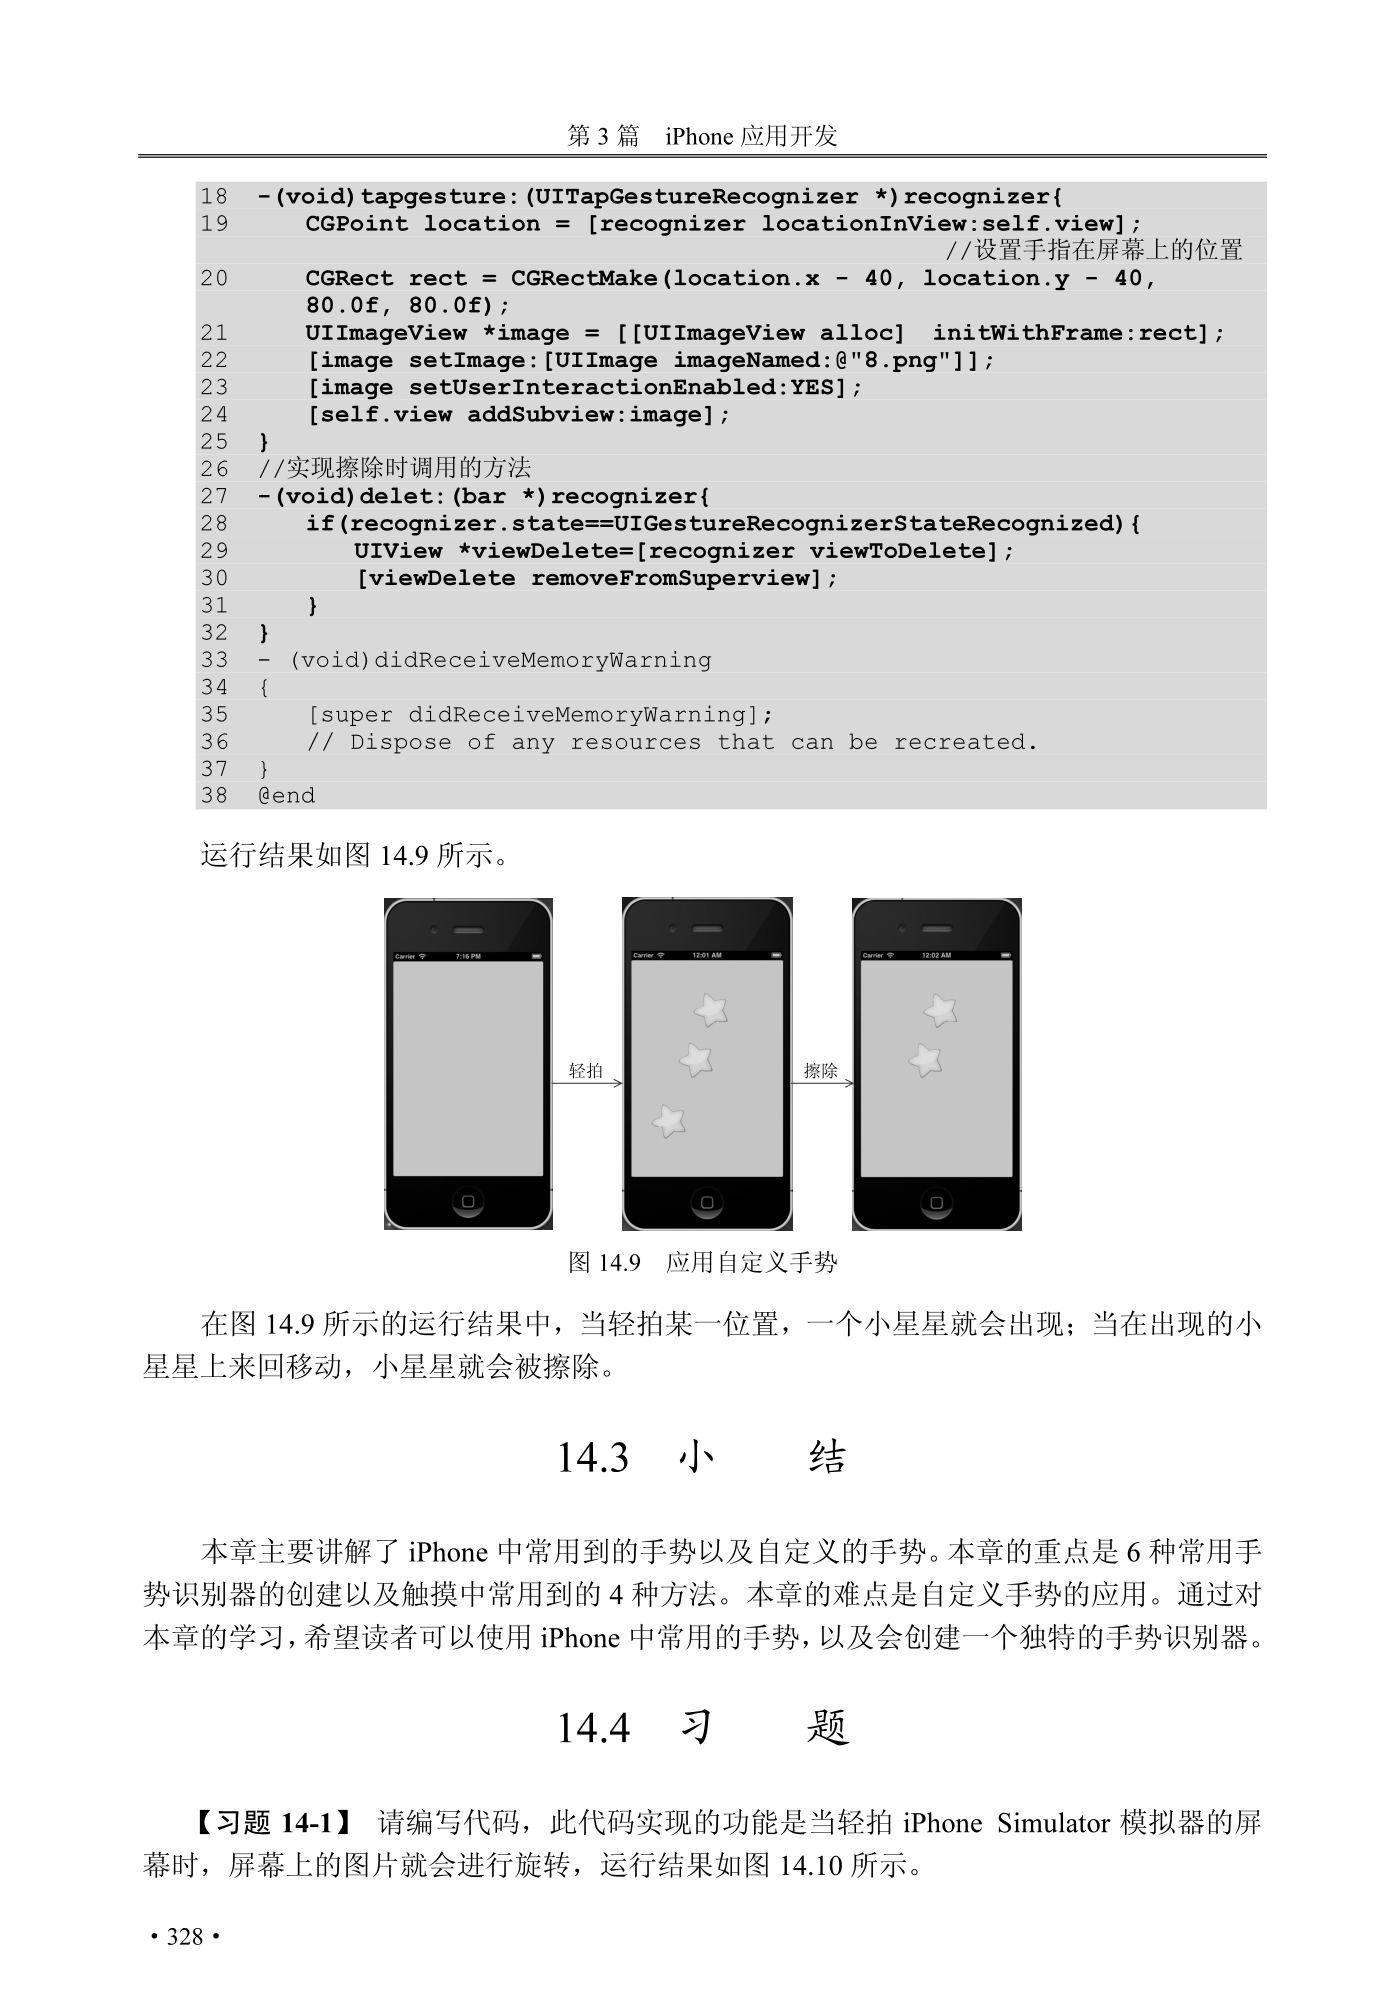 第 3 篇 iPhone 应用开发
18 -(void)tapgesture:(UITapGestureRecognizer *)recognizer{
19 CGPoint location = [recognizer locationInView:self.view];
//设置手指在屏幕上的位置
20 CGRect rect = CGRectMake(location.x - 40, location.y - 40,
80.0f, 80.0f);
21 UIImageView *image = [[UIImageView alloc] initWithFrame:rect];
22 [image setImage:[UIImage imageNamed:@"8.png"]];
23 [image setUserInteractionEnabled:YES];
24 [self.view addSubview:image];
25 }
26 //实现擦除时调用的方法
27 -(void)delet:(bar *)recognizer{
28 if(recognizer.state==UIGestureRecognizerStateRecognized){
29 UIView *viewDelete=[recognizer viewToDelete];
30 [viewDelete removeFromSuperview];
31 }
32 }
33 - (void)didReceiveMemoryWarning
34 {
35 [super didReceiveMemoryWarning];
36 // Dispose of any resources that can be recreated.
37 }
38 @end
运行结果如图 14.9 所示。
Carrier 7:16 PM
Carrier 12:01 AM
Carrier 12:02 AM
轻拍
擦除
图 14.9 应用自定义手势
在图 14.9 所示的运行结果中，当轻拍某一位置，一个小星星就会出现；当在出现的小
星星上来回移动，小星星就会被擦除。
14.3 小 结
本章主要讲解了 iPhone 中常用到的手势以及自定义的手势。本章的重点是 6 种常用手
势识别器的创建以及触摸中常用到的 4 种方法。本章的难点是自定义手势的应用。通过对
本章的学习，希望读者可以使用 iPhone 中常用的手势，以及会创建一个独特的手势识别器。
14.4 习 题
【习题 14-1】 请编写代码，此代码实现的功能是当轻拍 iPhone Simulator 模拟器的屏
幕时，屏幕上的图片就会进行旋转，运行结果如图 14.10 所示。
·328·